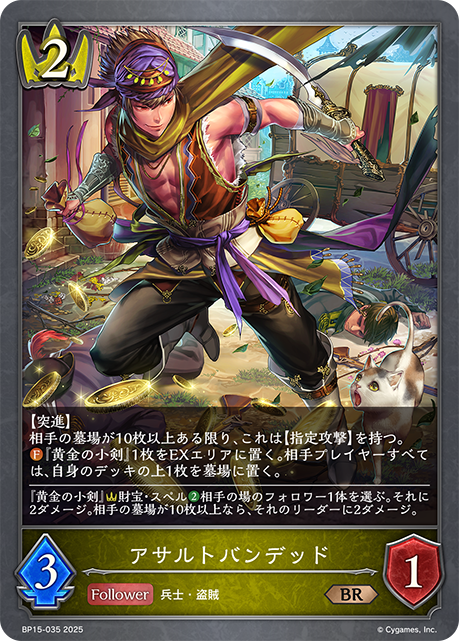 2
【突進】
相手の墓場が10枚以上ある限り、これは【指定攻撃】を持つ。
F 『黄金の小剣』1枚をEXエリアに置く。相手プレイヤーすべて
は、自身のデッキの上1枚を墓場に置く。
『黄金の小剣』財宝・スペル2相手の場のフォロワー1体を選ぶ。それに
2ダメージ。相手の墓場が10枚以上なら、それのリーダーに2ダメージ。
アサルトバンデッド
3
Follower 兵士・盗賊 BR
1
BP15-035 2025 © Cygames, Inc.